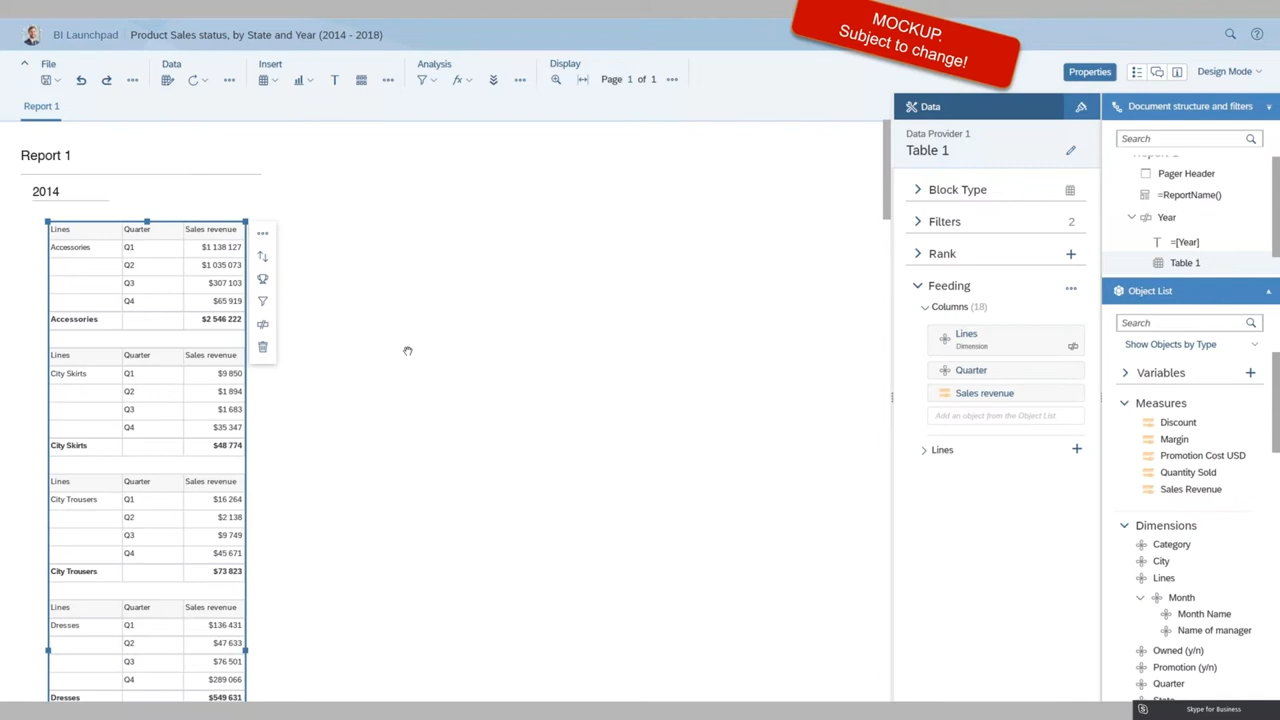 MOCKUP.
Subject to change!
BI Launchpad Product Sales status, by State and Year (2014 - 2018)
File Data Insert Analysis Display
Page 1 of 1
Properties Design Mode
Report 1
Report 1
2014
Lines Quarter Sales revenue
Accessories Q1 $1 138 127
Q2 $1 035 073
Q3 $307 103
Q4 $65 919
Accessories $2 546 222
Lines Quarter Sales revenue
City Skirts Q1 $9 850
Q2 $1 894
Q3 $1 683
Q4 $35 347
City Skirts $48 774
Lines Quarter Sales revenue
City Trousers Q1 $16 264
Q2 $2 138
Q3 $9 749
Q4 $45 671
City Trousers $73 823
Lines Quarter Sales revenue
Dresses Q1 $136 431
Q2 $47 633
Q3 $76 501
Q4 $289 066
Dresses $549 631
Data
Data Provider 1
Table 1
Block Type
Filters 2
Rank
Feeding
Columns (18)
Lines
Dimension
Quarter
Sales revenue
Add an object from the Object List
Lines
Document structure and filters
Search
Pager Header
=ReportName()
Year
=[Year]
Table 1
Object List
Search
Show Objects by Type
Variables
Measures
Discount
Margin
Promotion Cost USD
Quantity Sold
Sales Revenue
Dimensions
Category
City
Lines
Month
Month Name
Name of manager
Owned (y/n)
Promotion (y/n)
Quarter
Skype for Business